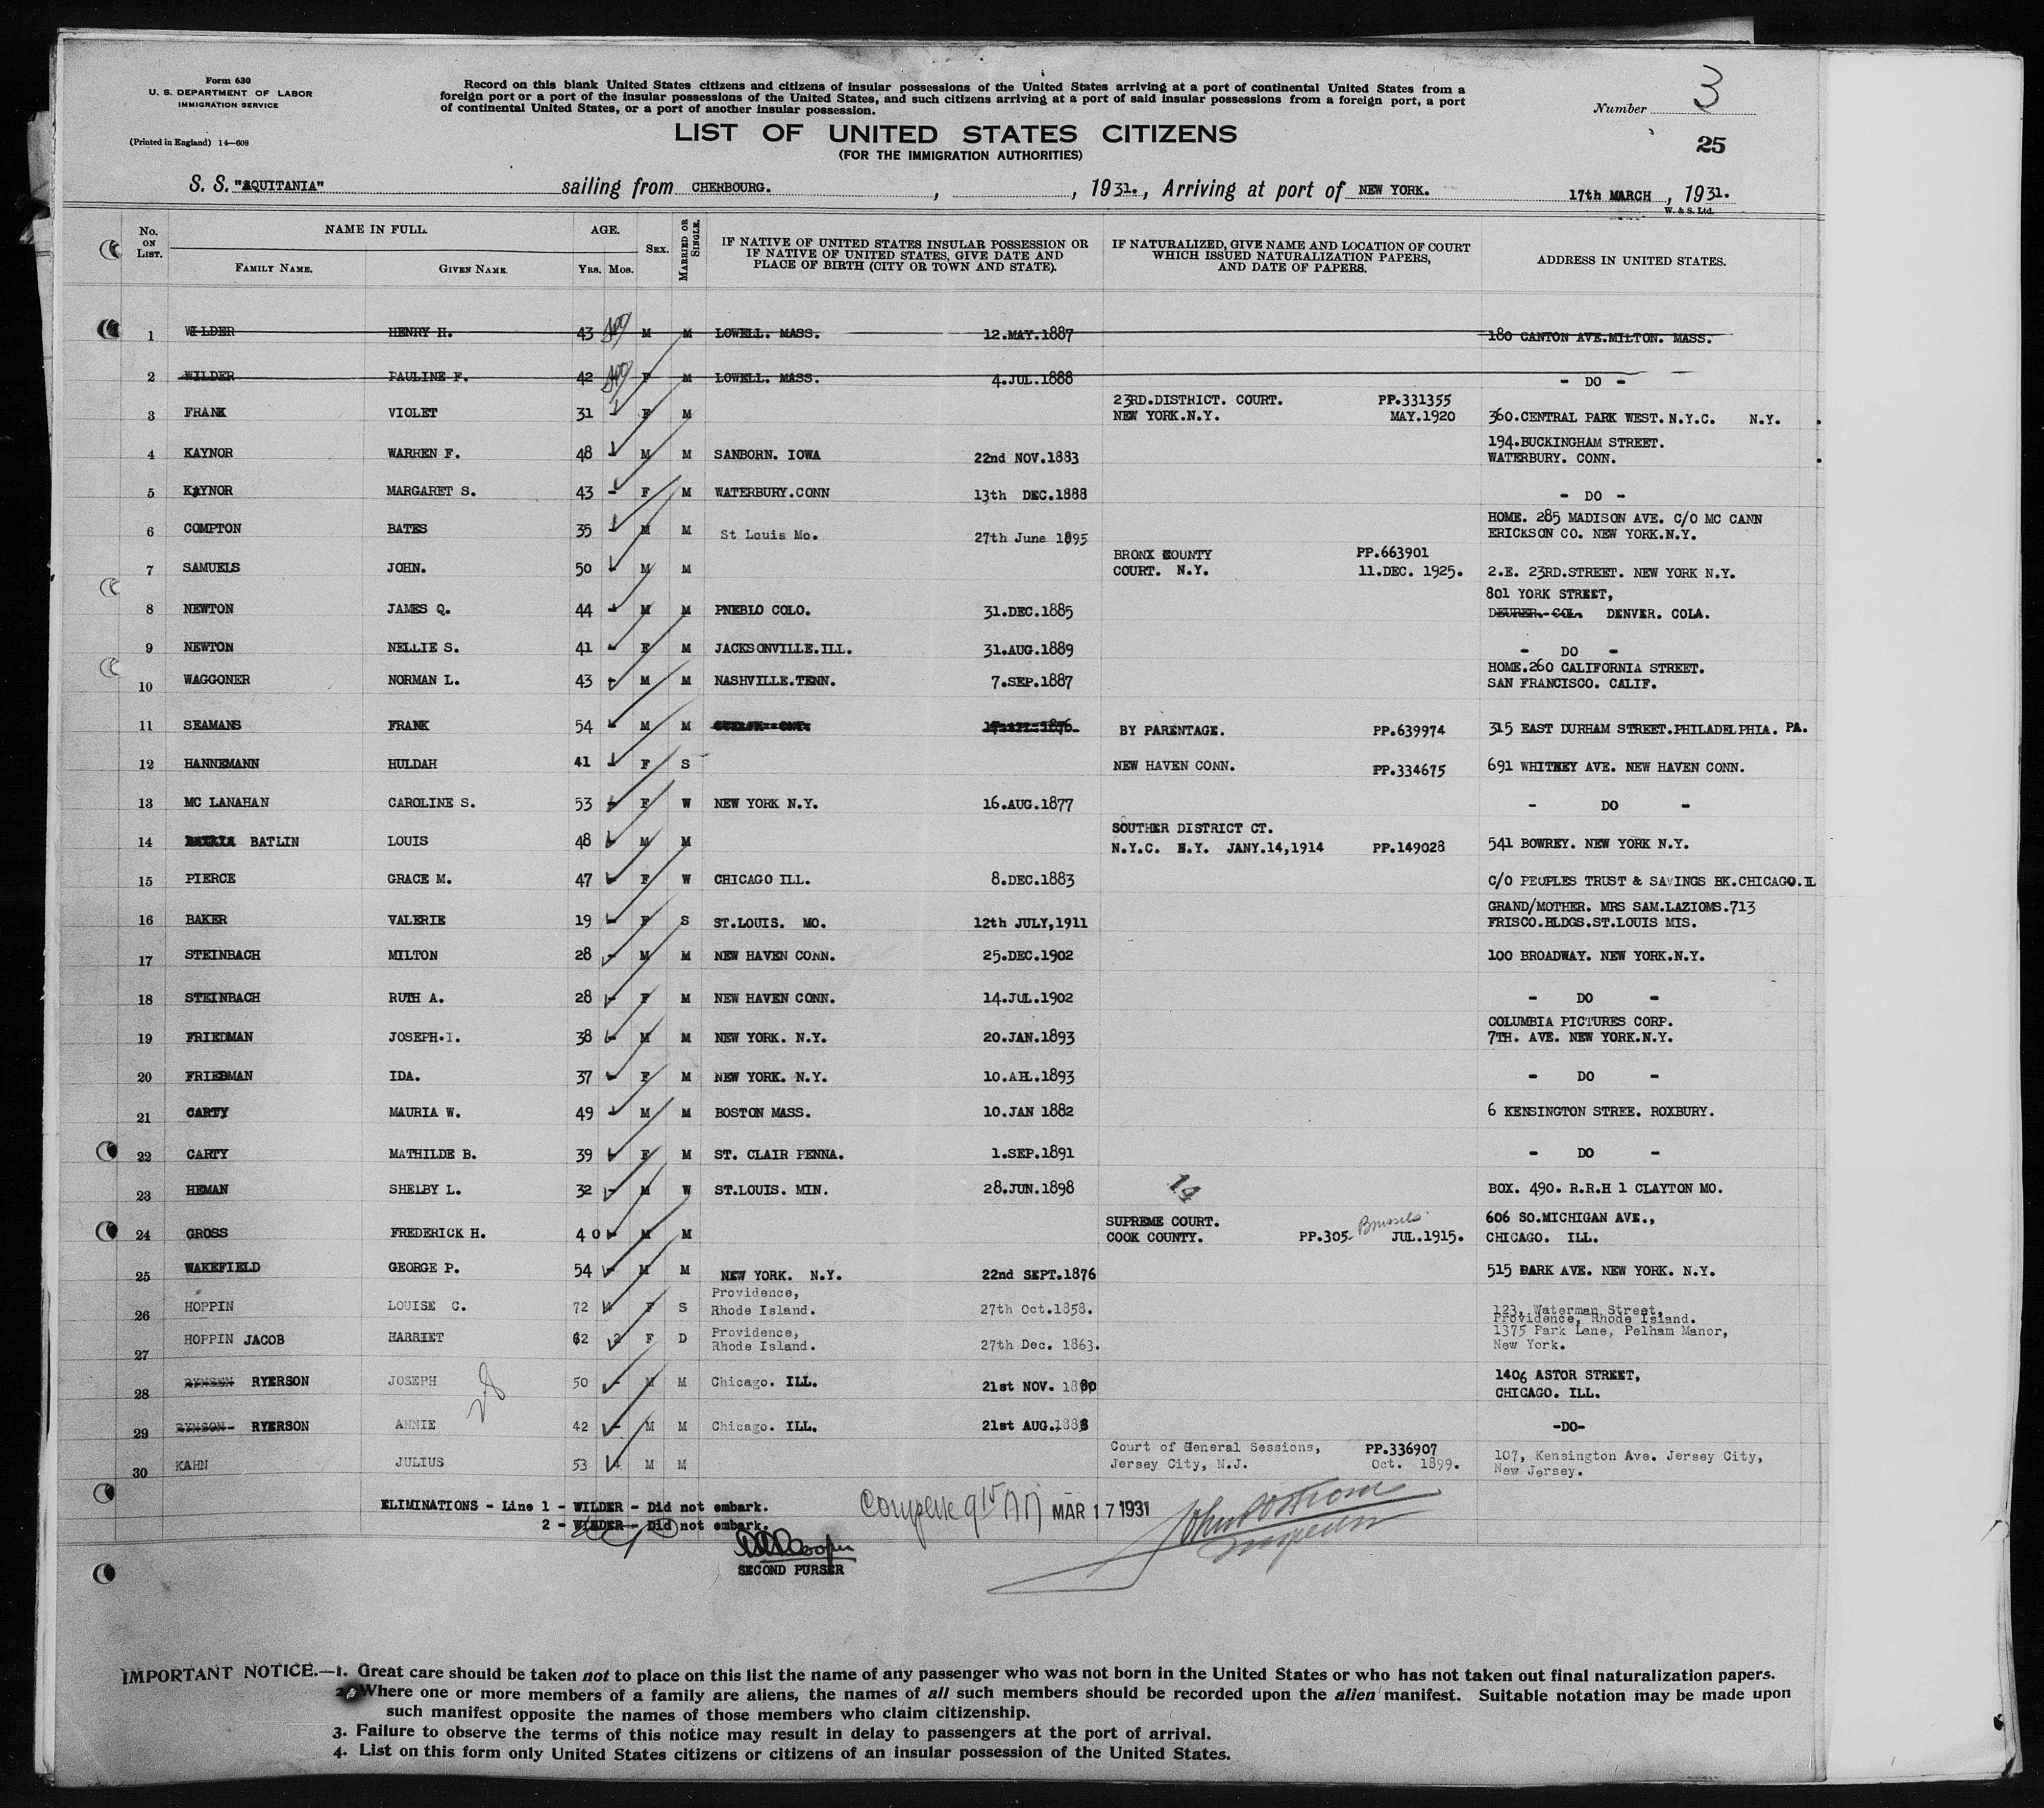 Form 630
U. S. DEPARTMENT OF LABOR
IMMIGRATION SERVICE
(Printed in England) 14—608
Record on this blank United States citizens and citizens of insular possessions of the United States arriving at a port of continental United States from a
foreign port or a port of the insular possessions of the United States, and such citizens arriving at a port of said insular possessions from a foreign port, a port
of continental United States, or a port of another insular possession.
Number 3
LIST OF UNITED STATES CITIZENS
(FOR THE IMMIGRATION AUTHORITIES)
25
S. S. "AQUITANIA" sailing from CHERBOURG. , , 1931., Arriving at port of NEW YORK. 17th MARCH , 1931.
W. & S. Ltd.
No. ON LIST. NAME IN FULL. AGE. SEX. MARRIED OR SINGLE. IF NATIVE OF UNITED STATES INSULAR POSSESSION OR IF NATIVE OF UNITED STATES, GIVE DATE AND PLACE OF BIRTH (CITY OR TOWN AND STATE). IF NATURALIZED, GIVE NAME AND LOCATION OF COURT WHICH ISSUED NATURALIZATION PAPERS, AND DATE OF PAPERS. ADDRESS IN UNITED STATES.
FAMILY NAME. GIVEN NAME. YRS. MOS.
1 WILDER HENRY H. 43 M M LOWELL. MASS. 12.MAY.1887 180 CANTON AVE.MILTON. MASS.
2 WILDER PAULINE F. 42 F M LOWELL. MASS. 4.JUL.1888 - DO -
23RD.DISTRICT. COURT. PP.331355
3 FRANK VIOLET 31 F M NEW YORK.N.Y. MAY.1920 360.CENTRAL PARK WEST. N.Y.C. N.Y.
194.BUCKINGHAM STREET.
4 KAYNOR WARREN F. 48 M M SANBORN. IOWA 22nd NOV.1883 WATERBURY. CONN.
5 KAYNOR MARGARET S. 43 - F M WATERBURY.CONN 13th DEC.1888 - DO -
HOME. 285 MADISON AVE. C/O MC CANN
6 COMPTON BATES 35 M M St Louis Mo. 27th June 1895 ERICKSON CO. NEW YORK.N.Y.
BRONX COUNTY PP.663901
7 SAMUELS JOHN. 50 M M COURT. N.Y. 11.DEC. 1925. 2.E. 23RD.STREET. NEW YORK N.Y.
801 YORK STREET,
8 NEWTON JAMES Q. 44 M M PNEBLO COLO. 31.DEC.1885 DEURER. COL. DENVER. COLA.
9 NEWTON NELLIE S. 41 F M JACKSONVILLE.ILL. 31.AUG.1889 - DO -
HOME.260 CALIFORNIA STREET.
10 WAGGONER NORMAN L. 43 M M NASHVILLE.TENN. 7.SEP.1887 SAN FRANCISCO. CALIF.
11 SEAMANS FRANK 54 M M BY PARENTAGE. PP.639974 315 EAST DURHAM STREET.PHILADELPHIA. PA.
12 HANNEMANN HULDAH 41 F S NEW HAVEN CONN. PP.334675 691 WHITNEY AVE. NEW HAVEN CONN.
13 MC LANAHAN CAROLINE S. 53 F W NEW YORK N.Y. 16.AUG.1877 - DO -
SOUTHER DISTRICT CT.
14 BATLIN LOUIS 48 M M N.Y.C. N.Y. JANY.14,1914 PP.149028 541 BOWREY. NEW YORK N.Y.
15 PIERCE GRACE M. 47 F W CHICAGO ILL. 8.DEC.1883 C/O PEOPLES TRUST & SAVINGS BK.CHICAGO.IL
GRAND/MOTHER. MRS SAM.LAZIOMS.713
16 BAKER VALERIE 19 F S ST.LOUIS. MO. 12th JULY,1911 FRISCO.BLDGS.ST.LOUIS MIS.
17 STEINBACH MILTON 28 - M M NEW HAVEN CONN. 25.DEC.1902 100 BROADWAY. NEW YORK.N.Y.
18 STEINBACH RUTH A. 28 - F M NEW HAVEN CONN. 14.JUL.1902 - DO -
COLUMBIA PICTURES CORP.
19 FRIEDMAN JOSEPH.I. 38 M M NEW YORK. N.Y. 20.JAN.1893 7TH. AVE. NEW YORK.N.Y.
20 FRIEDMAN IDA. 37 F M NEW YORK. N.Y. 10.AHL.1893 - DO -
21 CARTY MAURIA W. 49 M M BOSTON MASS. 10.JAN 1882 6 KENSINGTON STREE. ROXBURY.
22 CARTY MATHILDE B. 39 F M ST. CLAIR PENNA. 1.SEP.1891 - DO -
23 HEMAN SHELBY L. 32 - M W ST.LOUIS. MIN. 28.JUN.1898 14 BOX. 490. R.R.H 1 CLAYTON MO.
SUPREME COURT. Brussels 606 SO.MICHIGAN AVE.,
24 GROSS FREDERICK H. 40 M M COOK COUNTY. PP.305- JUL.1915. CHICAGO. ILL.
25 WAKEFIELD GEORGE P. 54 - M M NEW YORK. N.Y. 22nd SEPT.1876 515 PARK AVE. NEW YORK. N.Y.
Providence,
26 HOPPIN LOUISE C. 72 4 F S Rhode Island. 27th Oct.1858. 123, Waterman Street,
Providence, Rhode Island.
27 HOPPIN JACOB HARRIET 62 2 F D Providence, Rhode Island. 27th Dec. 1863. 1375 Park Lane, Pelham Manor,
New York.
28 RYNSEN RYERSON JOSEPH 50 - M M Chicago. ILL. 21st NOV. 1880 1406 ASTOR STREET,
CHICAGO. ILL.
28
29 RYNSON- RYERSON ANNIE 42 - M M Chicago. ILL. 21st AUG.1888 -DO-
Court of General Sessions, PP.336907
30 KAHN JULIUS 53 4 M M Jersey City, N.J. Oct. 1899. 107, Kensington Ave. Jersey City,
New Jersey.
ELIMINATIONS - Line 1 - WILDER - Did not embark.
2 - WILDER - Did not embark.
MAR 17 1931
SECOND PURSER
IMPORTANT NOTICE.—1. Great care should be taken not to place on this list the name of any passenger who was not born in the United States or who has not taken out final naturalization papers.
2. Where one or more members of a family are aliens, the names of all such members should be recorded upon the alien manifest. Suitable notation may be made upon
such manifest opposite the names of those members who claim citizenship.
3. Failure to observe the terms of this notice may result in delay to passengers at the port of arrival.
4. List on this form only United States citizens or citizens of an insular possession of the United States.